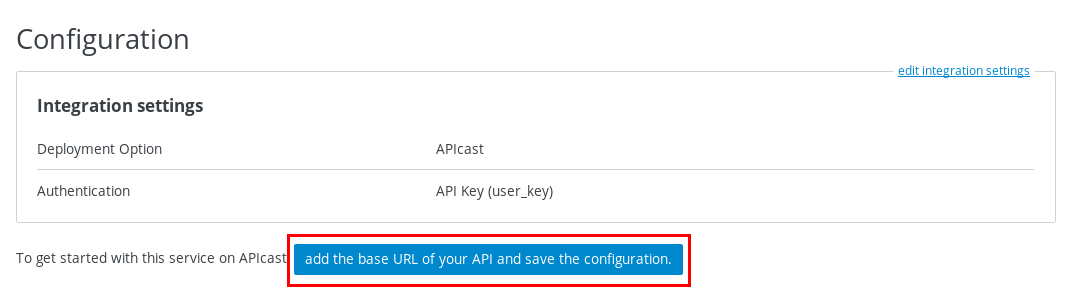 Configuration
edit integration settings
Integration settings
Deployment Option APIcast
Authentication API Key (user_key)
To get started with this service on APIcast add the base URL of your API and save the configuration.